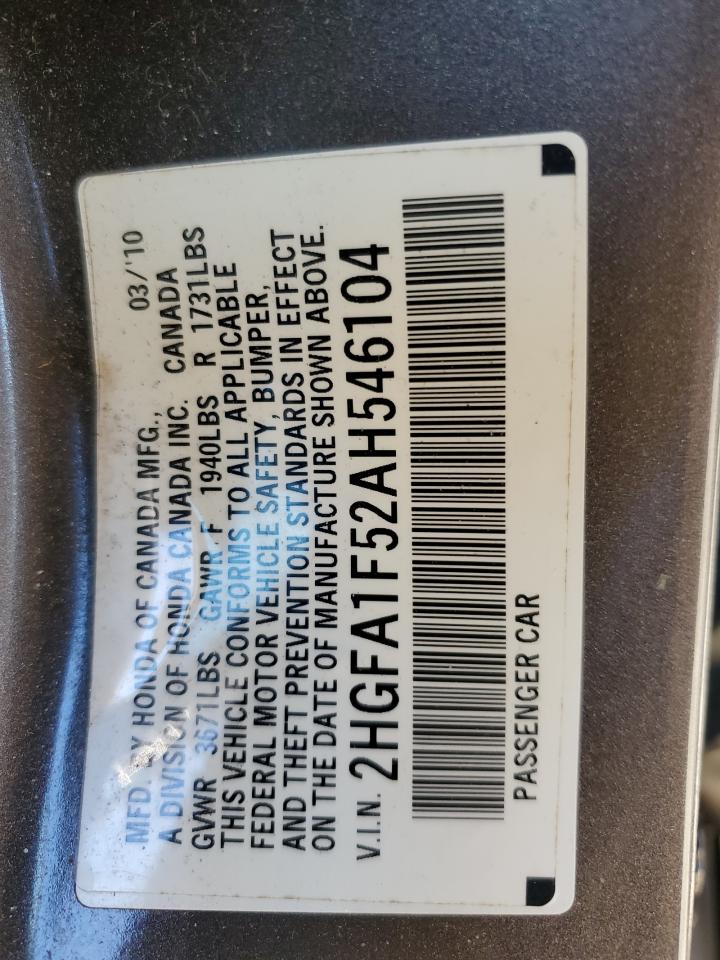 MFD. BY HONDA OF CANADA MFG., 03/'10
A DIVISION OF HONDA CANADA INC. CANADA
GVWR 3671LBS GAWR F 1940LBS R 1731LBS
THIS VEHICLE CONFORMS TO ALL APPLICABLE
FEDERAL MOTOR VEHICLE SAFETY, BUMPER,
AND THEFT PREVENTION STANDARDS IN EFFECT
ON THE DATE OF MANUFACTURE SHOWN ABOVE.
V.I.N. 2HGFA1F52AH546104
PASSENGER CAR